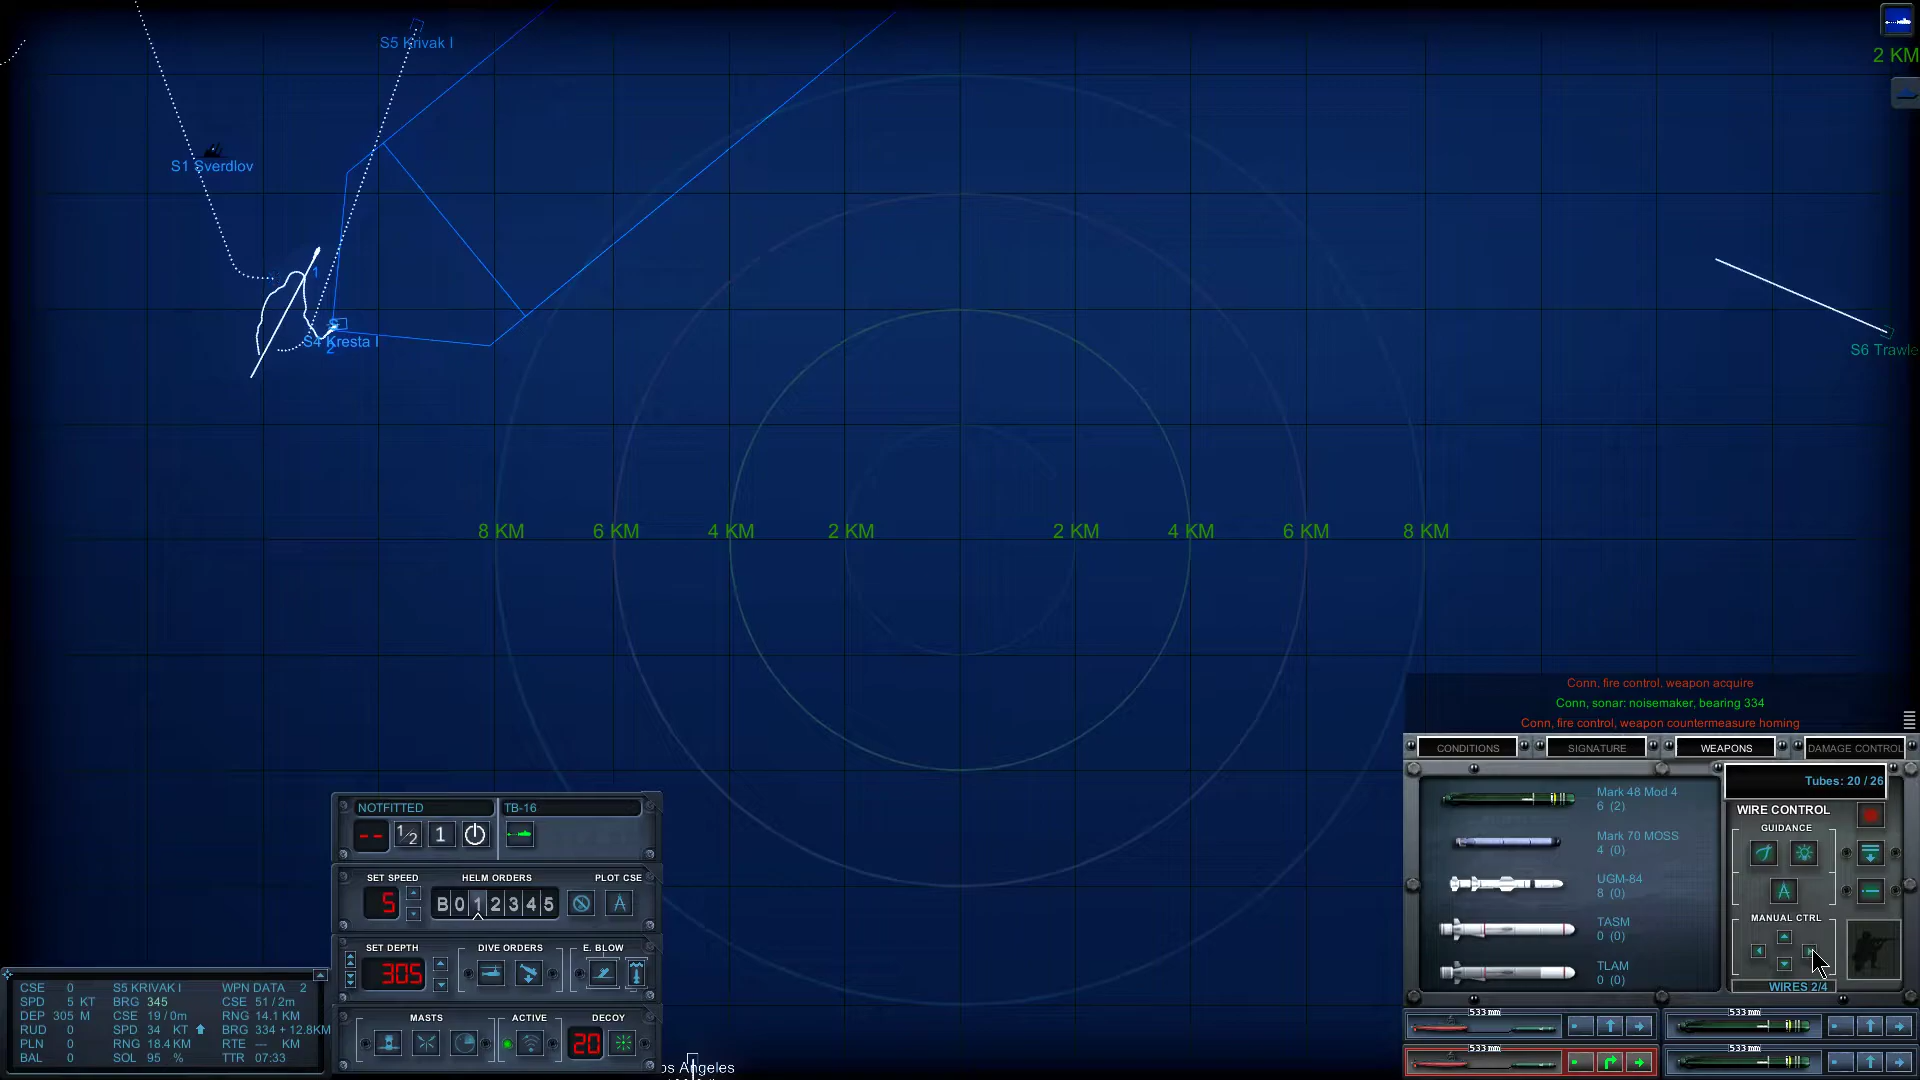 S5 Krivak I
2 KM
S1 Sverdlov
1
S4 Kresta I
2
S6 Trawle
8 KM 6 KM 4 KM 2 KM 2 KM 4 KM 6 KM 8 KM
Conn, fire control, weapon acquire
Conn, sonar: noisemaker, bearing 334
Conn, fire control, weapon countermeasure homing
CONDITIONS SIGNATURE WEAPONS DAMAGE CONTROL
Tubes: 20 / 26
Mark 48 Mod 4
6 (2)
Mark 70 MOSS
4 (0)
UGM-84
8 (0)
TASM
0 (0)
TLAM
0 (0)
WIRE CONTROL
GUIDANCE
MANUAL CTRL
WIRES 2/4
533 mm 533 mm
533 mm 533 mm
NOTFITTED TB-16
-- 1/2 1
SET SPEED HELM ORDERS PLOT CSE
5 B 0 1 2 3 4 5
SET DEPTH DIVE ORDERS E. BLOW
305
MASTS ACTIVE DECOY
20
CSE 0 S5 KRIVAK I WPN DATA 2
SPD 5 KT BRG 345 CSE 51 / 2m
DEP 305 M CSE 19 / 0m RNG 14.1 KM
RUD 0 SPD 34 KT BRG 334 + 12.8KM
PLN 0 RNG 18.4 KM RTE --- KM
BAL 0 SOL 95 % TTR 07:33
os Angeles